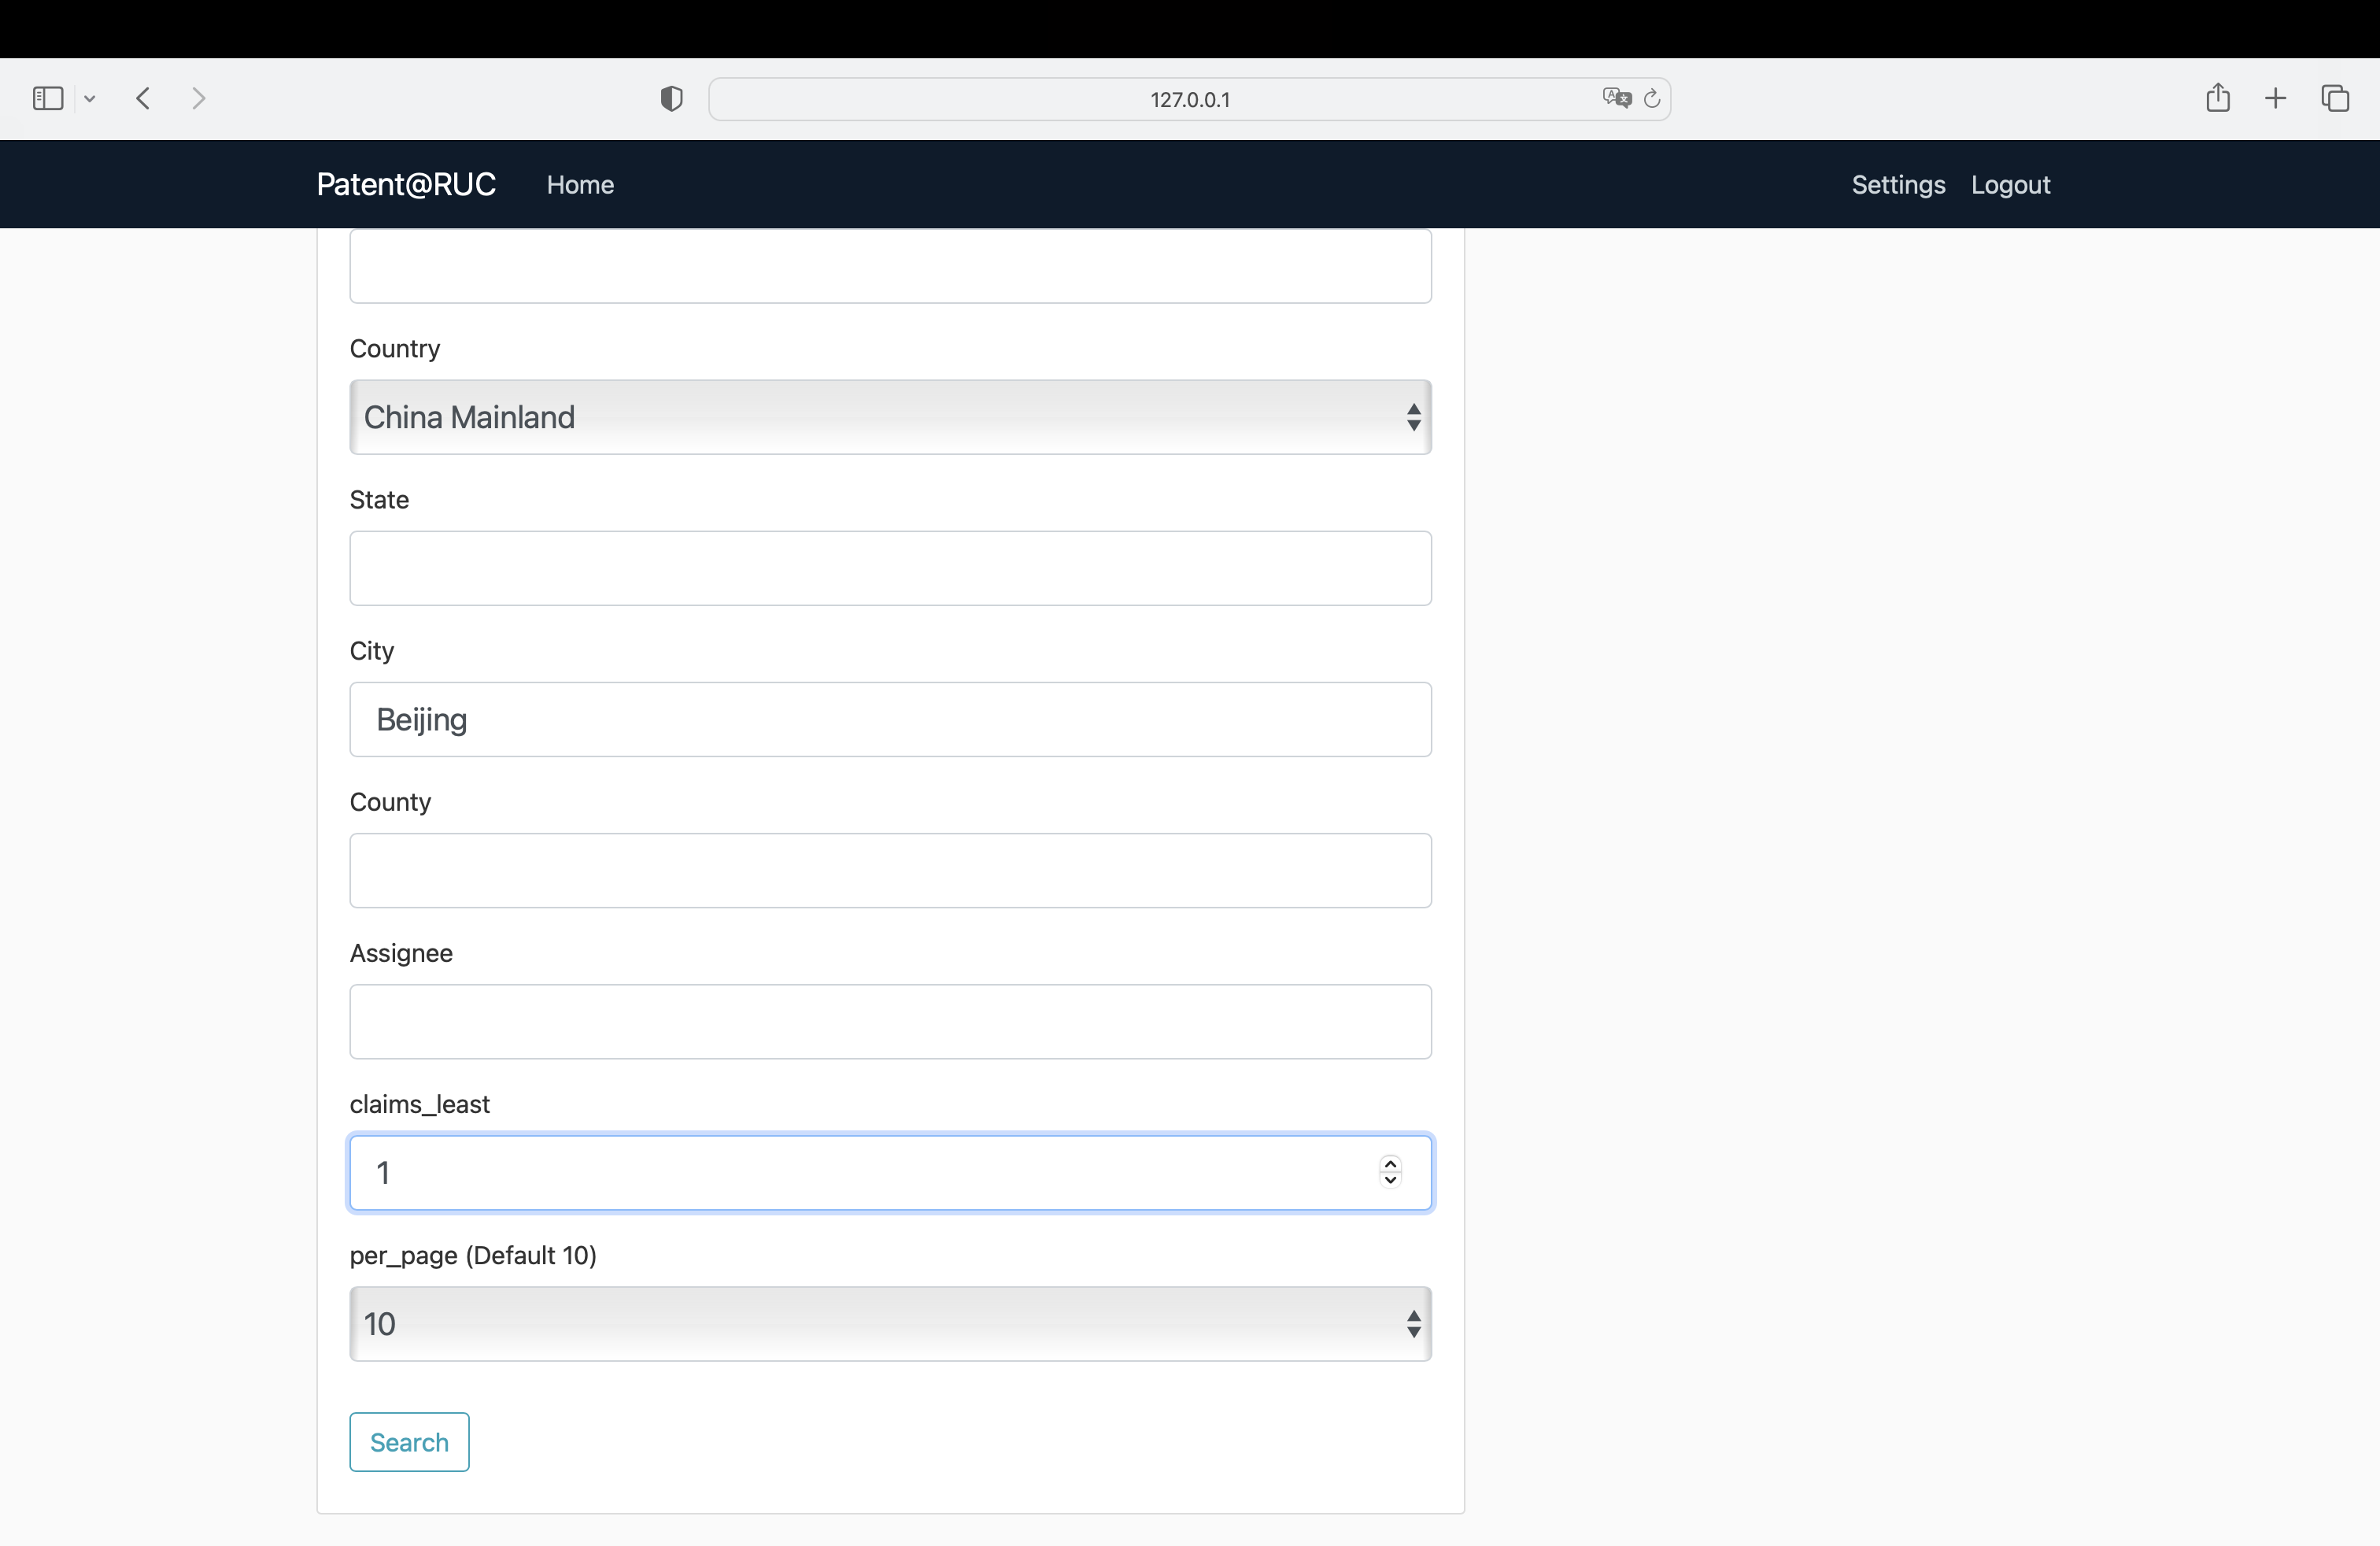 127.0.0.1
Patent@RUC Home Settings Logout
Country
China Mainland
State
City
Beijing
County
Assignee
claims_least
1
per_page (Default 10)
10
Search